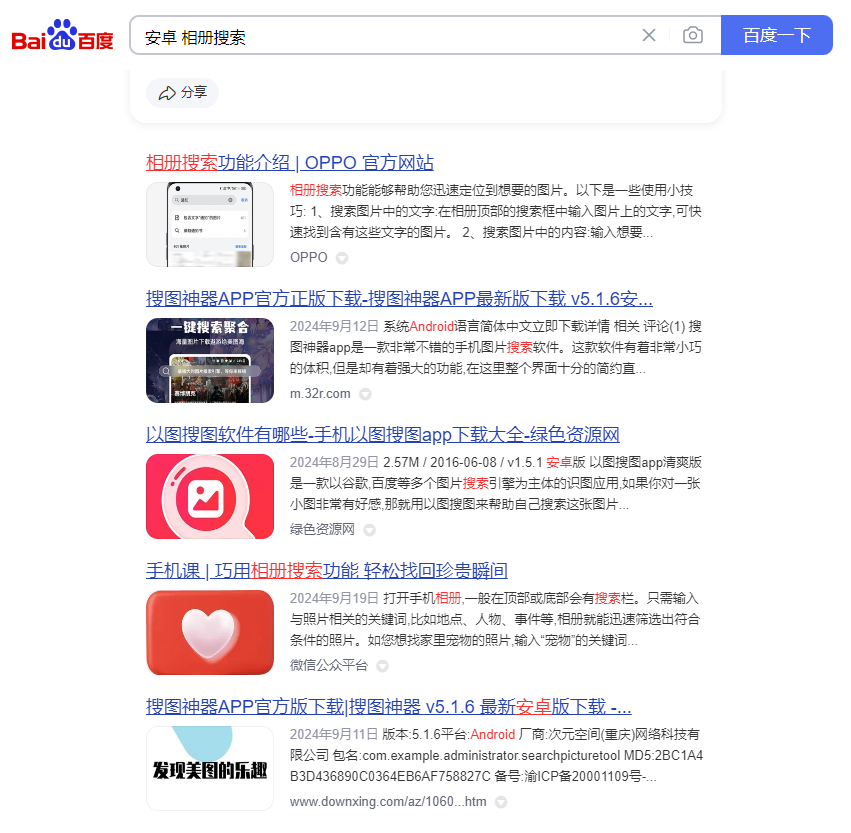 Bai du 百度
安卓 相册搜索
百度一下
分享
相册搜索功能介绍 | OPPO 官方网站
相册搜索功能能够帮助您迅速定位到想要的图片。以下是一些使用小技
巧: 1、搜索图片中的文字:在相册顶部的搜索框中输入图片上的文字,可快
速找到含有这些文字的图片。 2、搜索图片中的内容:输入想要...
OPPO
搜图神器APP官方正版下载-搜图神器APP最新版下载 v5.1.6安...
一键搜索聚合
海量图片下载遨游绝美图海
2024年9月12日 系统Android语言简体中文立即下载详情 相关 评论(1) 搜
图神器app是一款非常不错的手机图片搜索软件。这款软件有着非常小巧
的体积,但是却有着强大的功能,在这里整个界面十分的简约直...
m.32r.com
以图搜图软件有哪些-手机以图搜图app下载大全-绿色资源网
2024年8月29日 2.57M / 2016-06-08 / v1.5.1 安卓版 以图搜图app清爽版
是一款以谷歌,百度等多个图片搜索引擎为主体的识图应用,如果你对一张
小图非常有好感,那就用以图搜图来帮助自己搜索这张图片...
绿色资源网
手机课 | 巧用相册搜索功能 轻松找回珍贵瞬间
2024年9月19日 打开手机相册,一般在顶部或底部会有搜索栏。只需输入
与照片相关的关键词,比如地点、人物、事件等,相册就能迅速筛选出符合
条件的照片。如您想找家里宠物的照片,输入“宠物”的关键词...
微信公众平台
搜图神器APP官方版下载|搜图神器 v5.1.6 最新安卓版下载 -...
发现美图的乐趣
2024年9月11日 版本:5.1.6平台:Android 厂商:次元空间(重庆)网络科技有
限公司 包名:com.example.administrator.searchpicturetool MD5:2BC1A4
B3D436890C0364EB6AF758827C 备号:渝ICP备20001109号-...
www.downxing.com/az/1060...htm